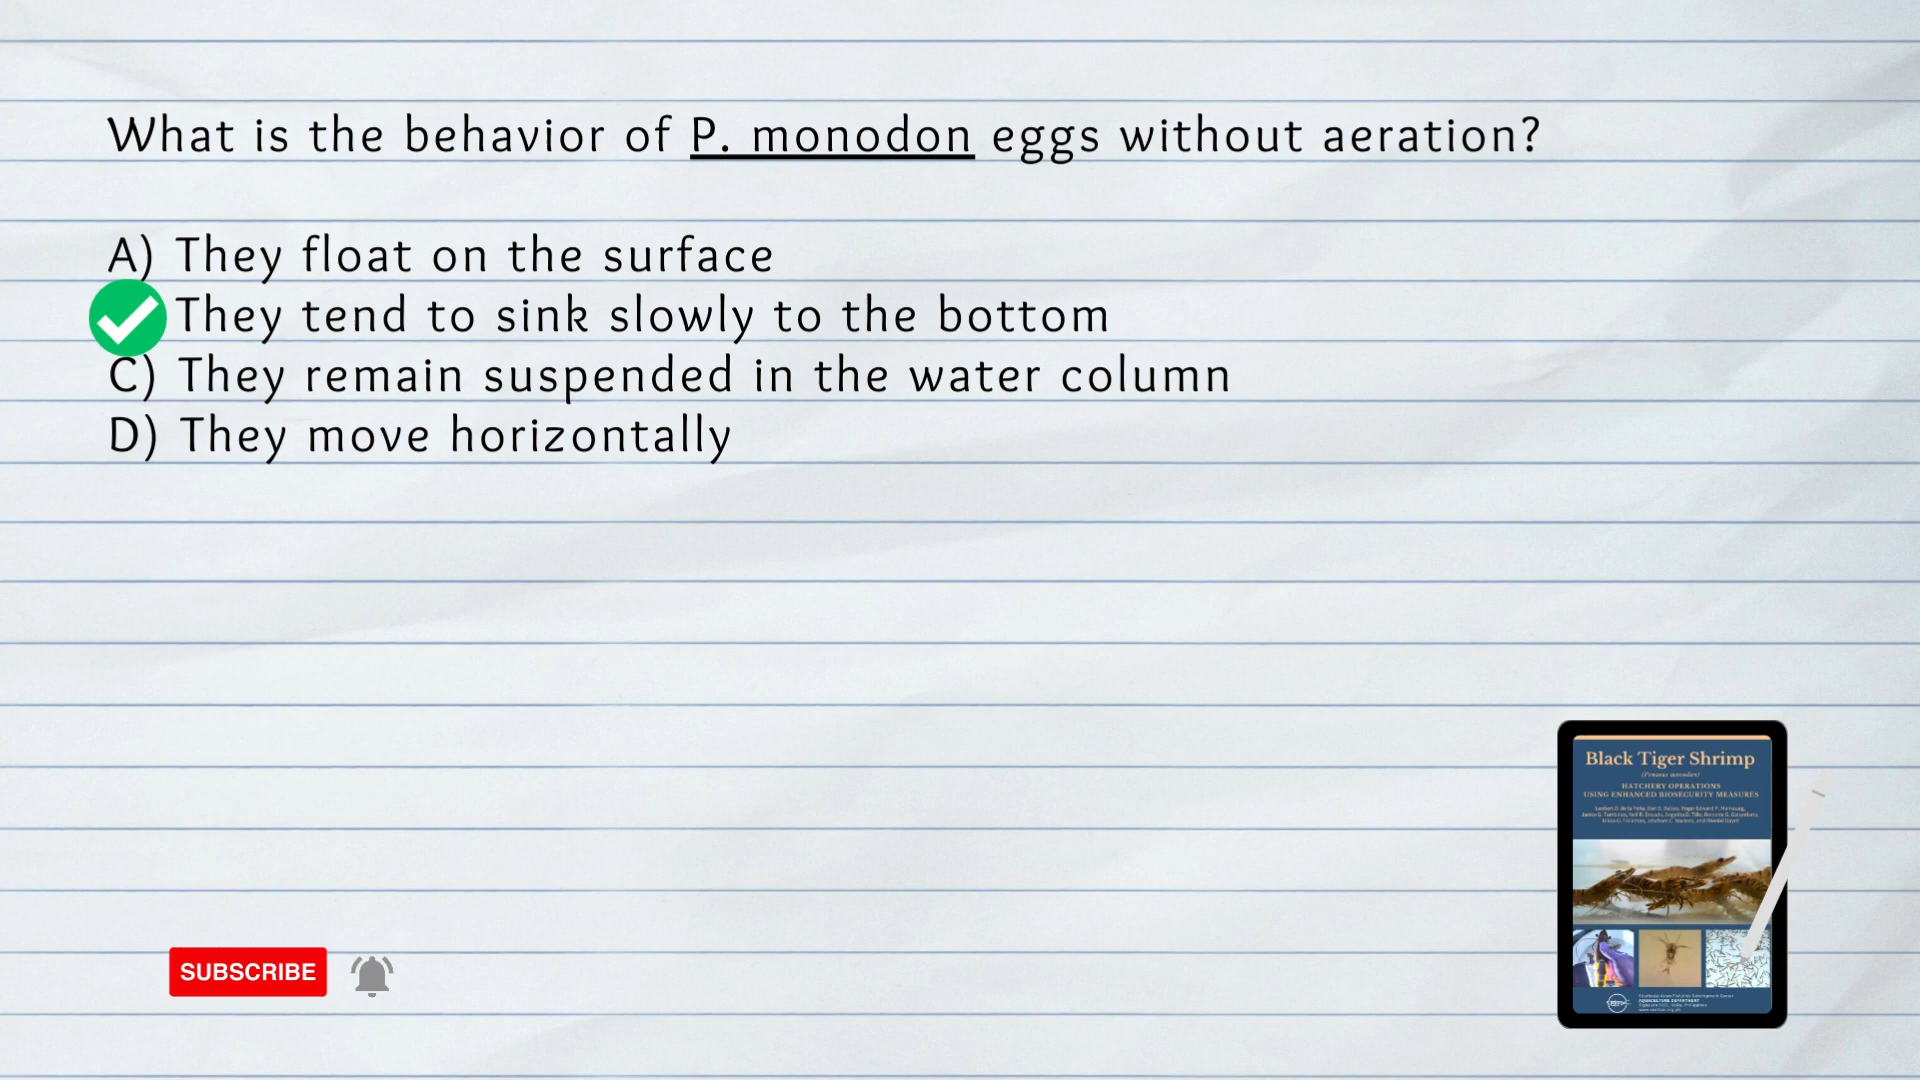 What is the behavior of P. monodon eggs without aeration?
A) They float on the surface
They tend to sink slowly to the bottom
C) They remain suspended in the water column
D) They move horizontally
Black Tiger Shrimp
(Penaeus monodon)
HATCHERY OPERATIONS
USING ENHANCED BIOSECURITY MEASURES
SUBSCRIBE